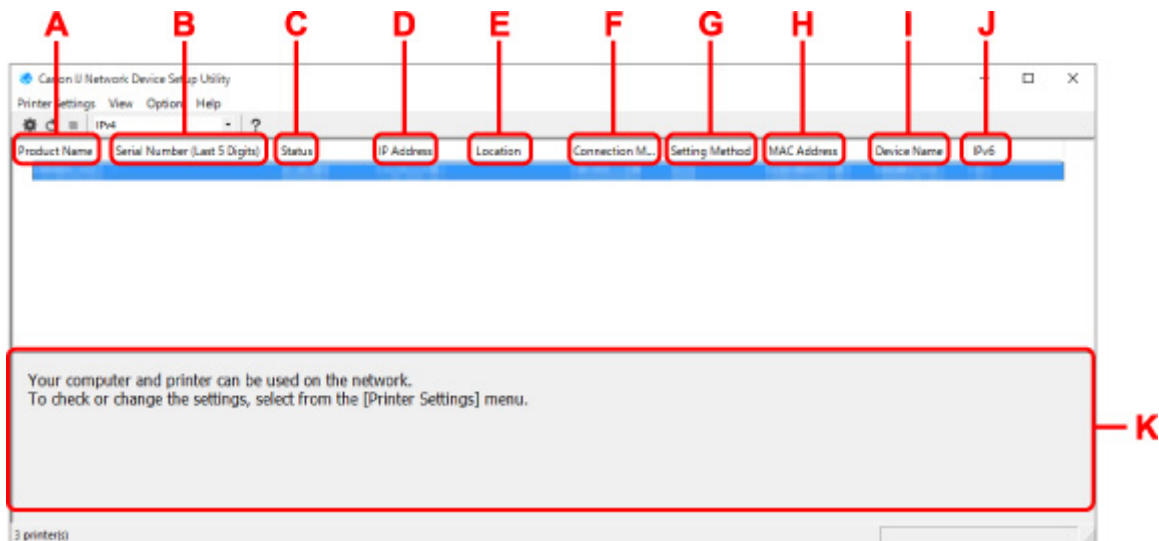 A B C D E F G H I J
Canon IJ Network Device Setup Utility
Printer Settings View Option Help
IPv4 ?
Product Name Serial Number (Last 5 Digits) Status IP Address Location Connection M... Setting Method MAC Address Device Name IPv6
Your computer and printer can be used on the network.
To check or change the settings, select from the [Printer Settings] menu.
K
3 printer(s)